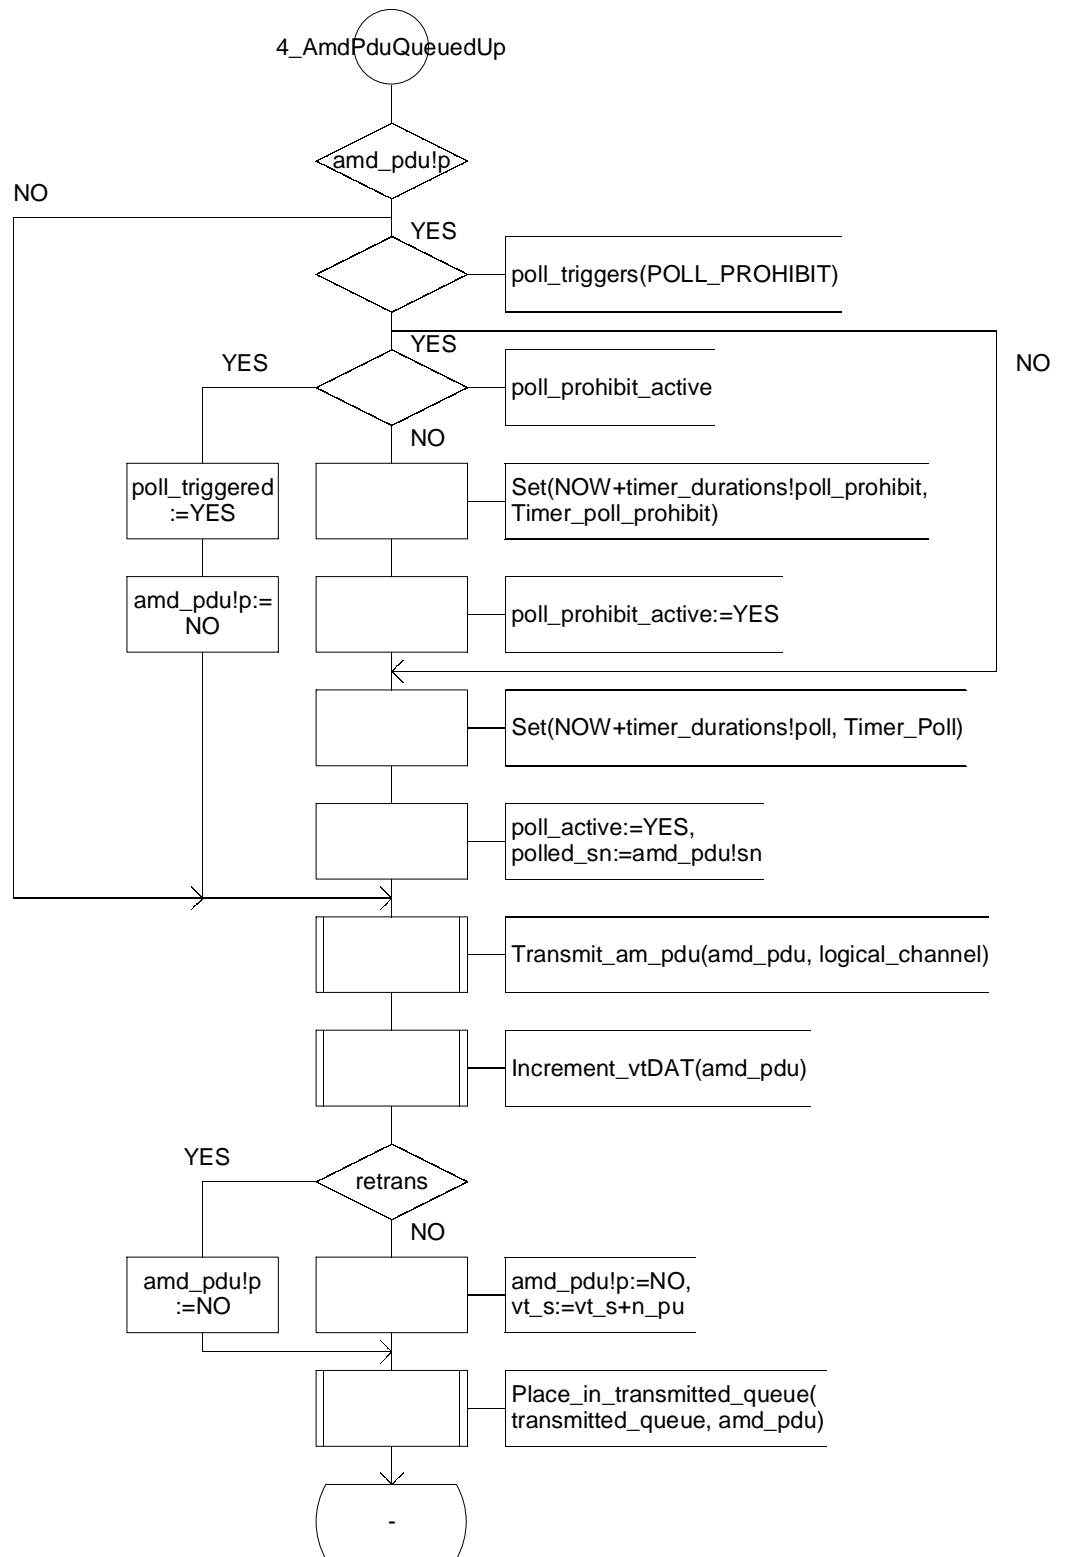 4_AmdPduQueuedUp
amd_pdu!p
NO
YES
poll_triggers(POLL_PROHIBIT)
YES
YES
NO
poll_prohibit_active
NO
poll_triggered
:=YES
Set(NOW+timer_durations!poll_prohibit,
Timer_poll_prohibit)
amd_pdu!p:=
NO
poll_prohibit_active:=YES
Set(NOW+timer_durations!poll, Timer_Poll)
poll_active:=YES,
polled_sn:=amd_pdu!sn
Transmit_am_pdu(amd_pdu, logical_channel)
Increment_vtDAT(amd_pdu)
YES
retrans
NO
amd_pdu!p
:=NO
amd_pdu!p:=NO,
vt_s:=vt_s+n_pu
Place_in_transmitted_queue(
transmitted_queue, amd_pdu)
-